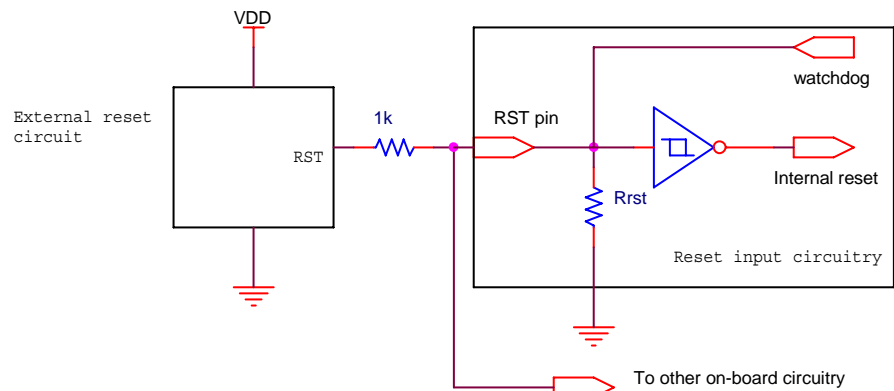 VDD
External reset
circuit
RST
1k
RST pin
watchdog
Internal reset
Rrst
Reset input circuitry
To other on-board circuitry